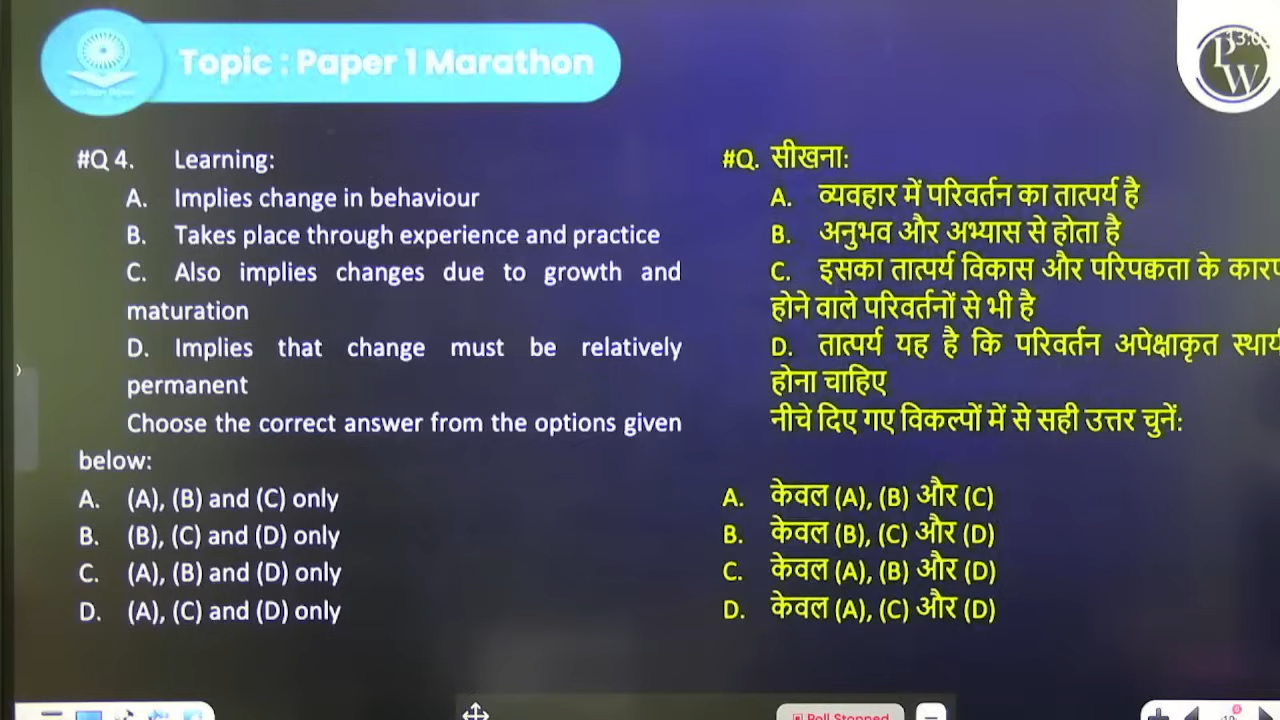 Topic : Paper 1 Marathon
PW
#Q 4. Learning:
A. Implies change in behaviour
B. Takes place through experience and practice
C. Also implies changes due to growth and
maturation
D. Implies that change must be relatively
permanent
Choose the correct answer from the options given
below:
A. (A), (B) and (C) only
B. (B), (C) and (D) only
C. (A), (B) and (D) only
D. (A), (C) and (D) only
#Q. सीखना:
A. व्यवहार में परिवर्तन का तात्पर्य है
B. अनुभव और अभ्यास से होता है
C. इसका तात्पर्य विकास और परिपक्वता के
होने वाले परिवर्तनों से भी है
D. तात्पर्य यह है कि परिवर्तन अपेक्षाकृत
होना चाहिए
नीचे दिए गए विकल्पों में से सही उत्तर चुनें:
A. केवल (A), (B) और (C)
B. केवल (B), (C) और (D)
C. केवल (A), (B) और (D)
D. केवल (A), (C) और (D)
Poll Stopped